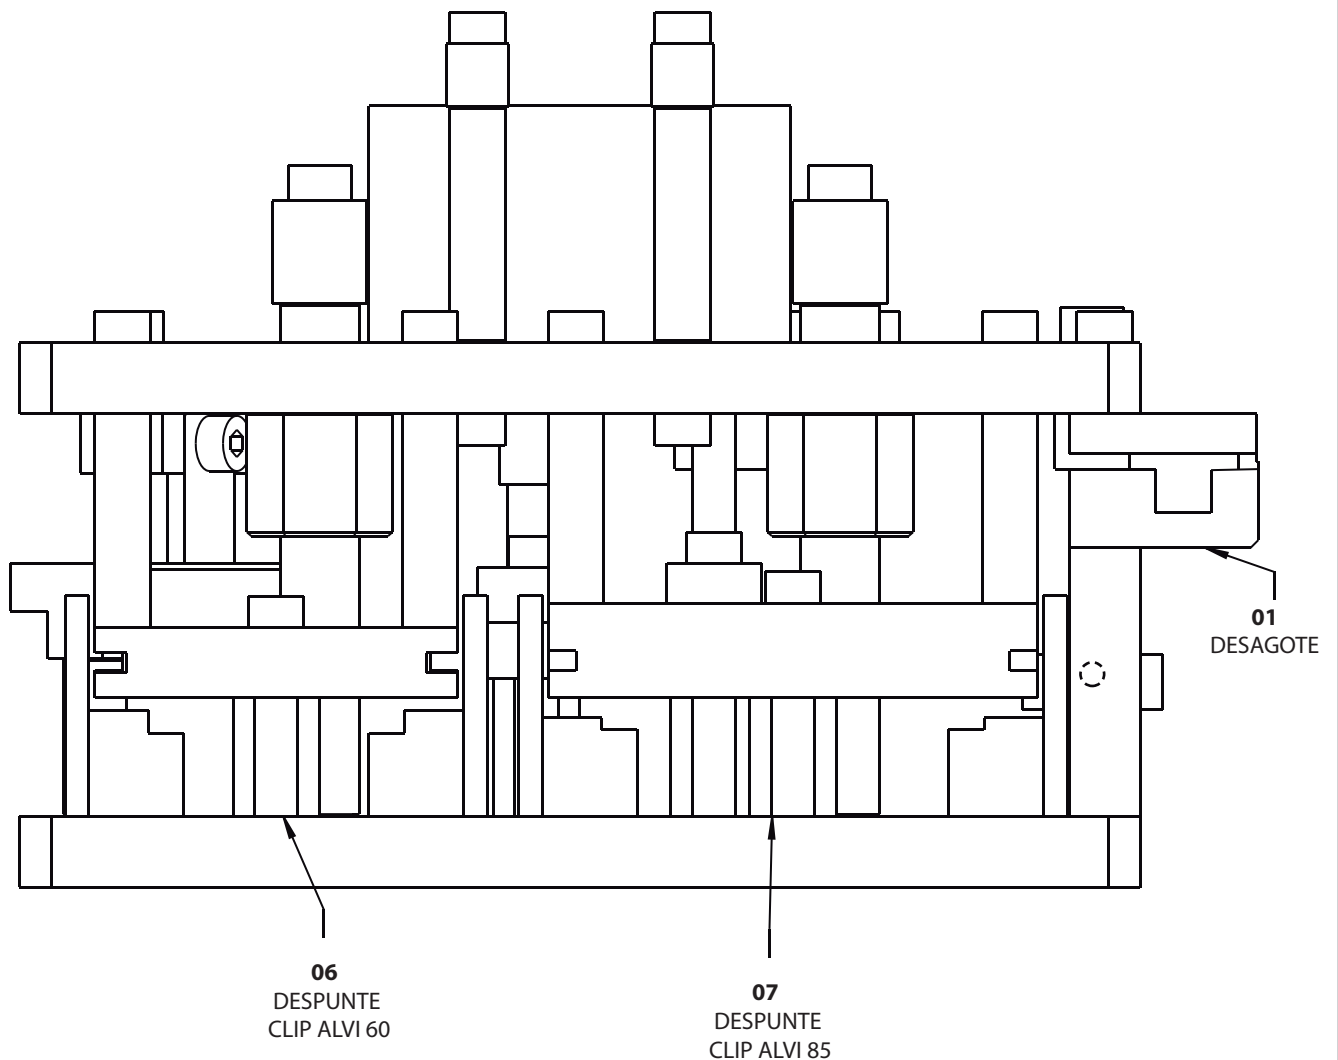 01
DESAGOTE
06
DESPUNTE
CLIP ALVI 60
07
DESPUNTE
CLIP ALVI 85